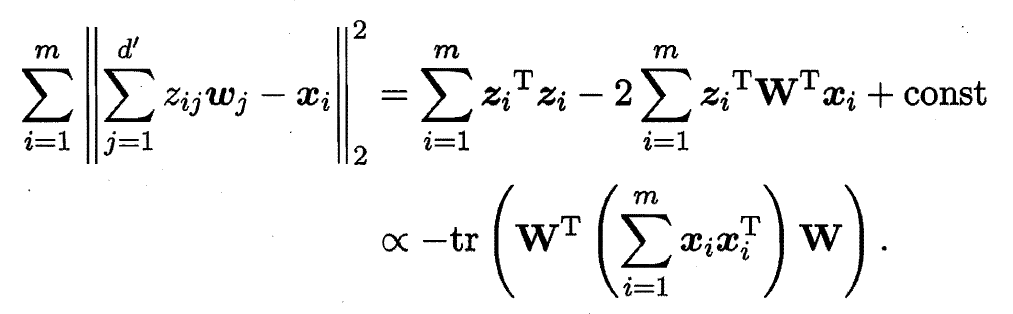 \sum_{i=1}^{m} \left\| \sum_{j=1}^{d'} z_{ij} \boldsymbol{w}_j - \boldsymbol{x}_i \right\|_2^2 = \sum_{i=1}^{m} \boldsymbol{z}_i{}^{\mathrm{T}} \boldsymbol{z}_i - 2 \sum_{i=1}^{m} \boldsymbol{z}_i{}^{\mathrm{T}} \mathbf{W}^{\mathrm{T}} \boldsymbol{x}_i + \text{const}
\propto -\text{tr} \left( \mathbf{W}^{\mathrm{T}} \left( \sum_{i=1}^{m} \boldsymbol{x}_i \boldsymbol{x}_i^{\mathrm{T}} \right) \mathbf{W} \right).